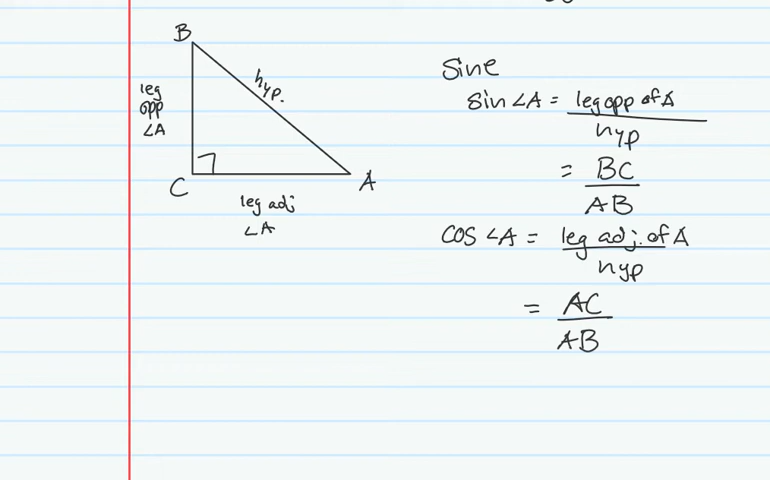 B
leg
opp
∠A
hyp.
C
A
leg adj
∠A
Sine
sin ∠A = leg opp of A
hyp
= BC
AB
cos ∠A = leg adj. of A
hyp
= AC
AB